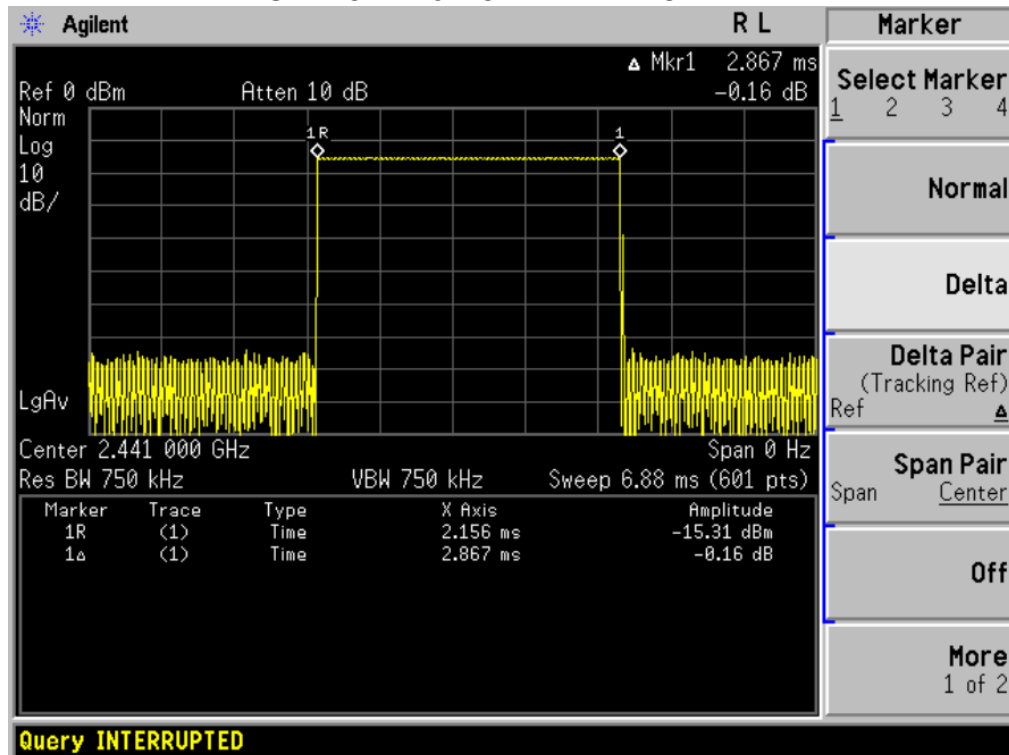 Agilent R L
Marker
Δ Mkr1 2.867 ms
Ref 0 dBm Atten 10 dB -0.16 dB
Norm
Log
10
dB/
1R 1
LgAv
Center 2.441 000 GHz Span 0 Hz
Res BW 750 kHz VBW 750 kHz Sweep 6.88 ms (601 pts)
Marker Trace Type X Axis Amplitude
1R (1) Time 2.156 ms -15.31 dBm
1Δ (1) Time 2.867 ms -0.16 dB
Select Marker
1 2 3 4
Normal
Delta
Delta Pair
(Tracking Ref)
Ref Δ
Span Pair
Span Center
Off
More
1 of 2
Query INTERRUPTED